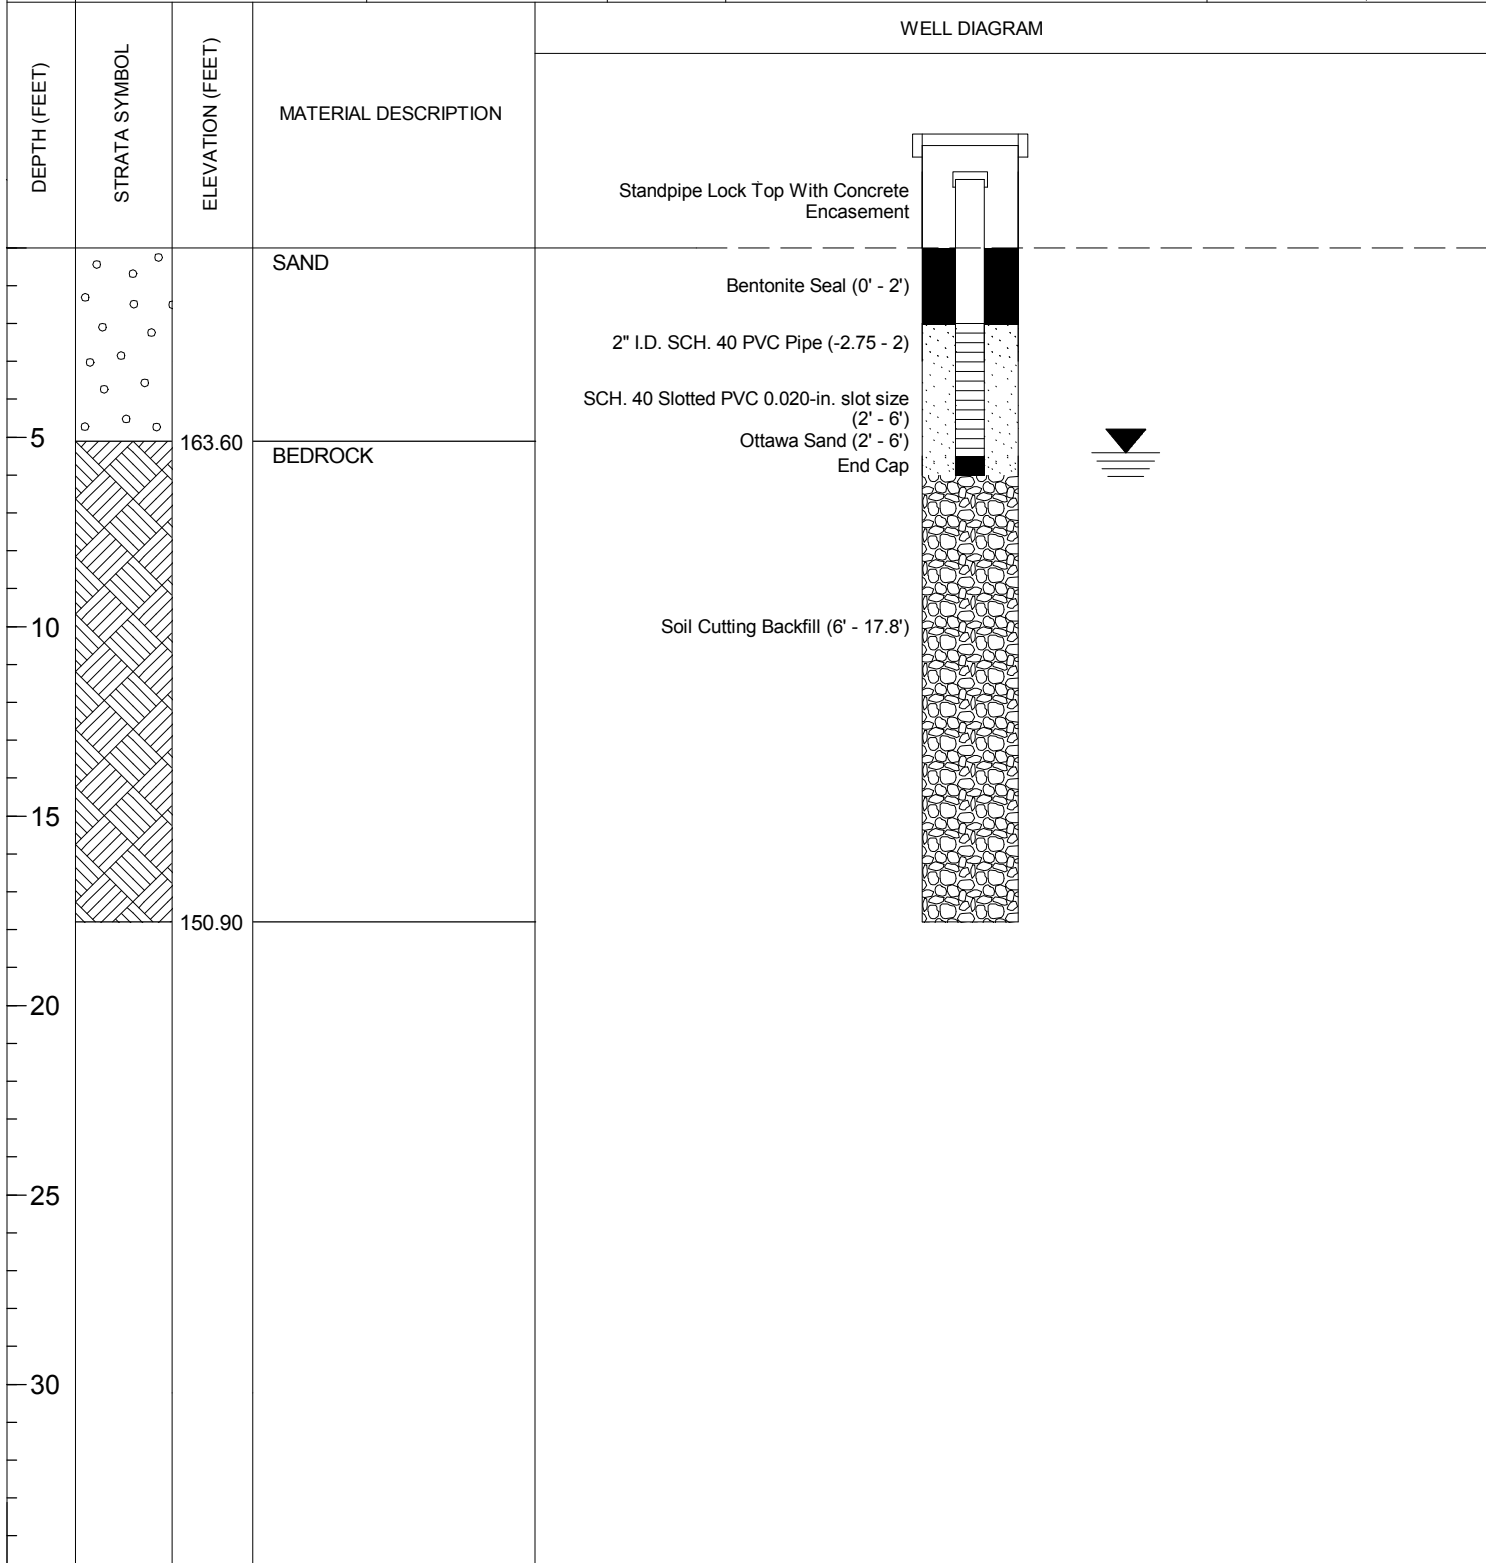 WELL DIAGRAM
DEPTH (FEET)
STRATA SYMBOL
ELEVATION (FEET)
MATERIAL DESCRIPTION
Standpipe Lock Top With Concrete
Encasement
SAND
Bentonite Seal (0' - 2')
2" I.D. SCH. 40 PVC Pipe (-2.75 - 2)
SCH. 40 Slotted PVC 0.020-in. slot size
(2' - 6')
5
163.60
Ottawa Sand (2' - 6')
BEDROCK
End Cap
10
Soil Cutting Backfill (6' - 17.8')
15
150.90
20
25
30